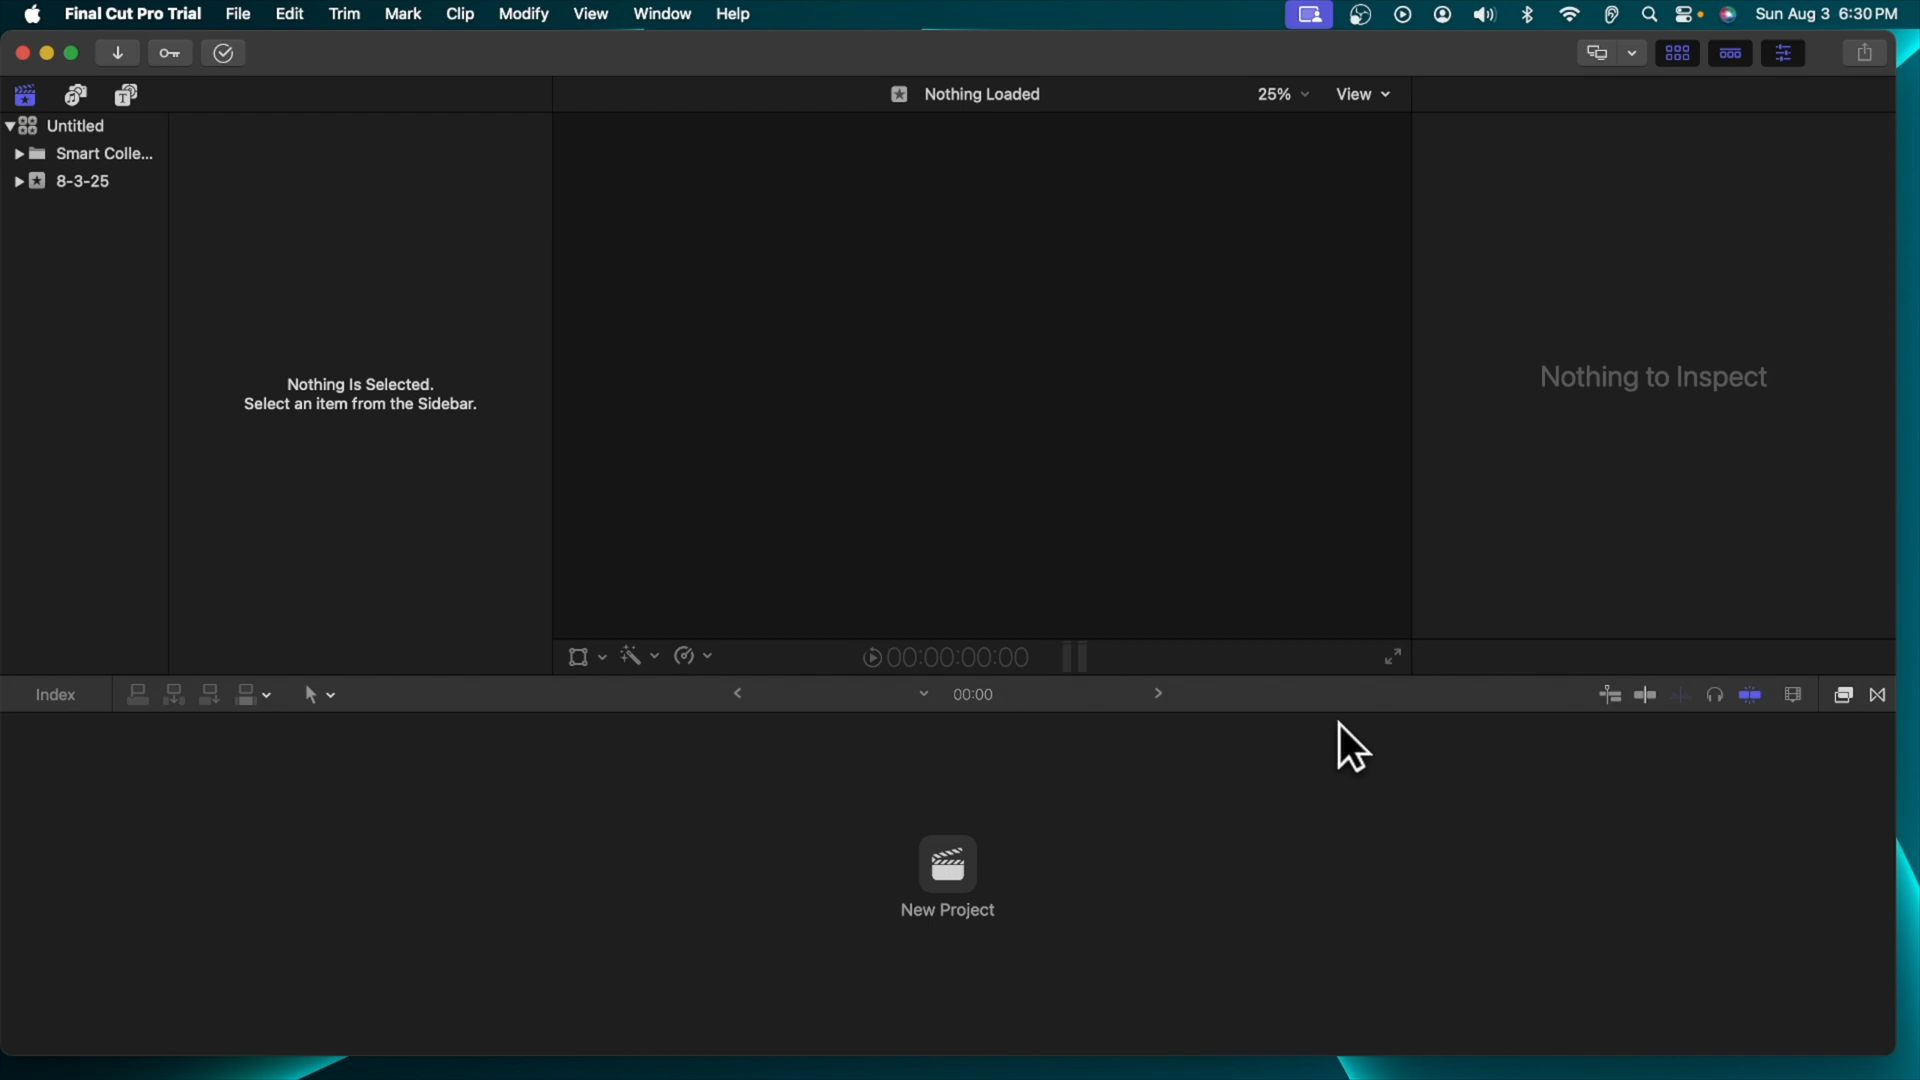 Final Cut Pro Trial File Edit Trim Mark Clip Modify View Window Help Sun Aug 3 6:30 PM
Nothing Loaded 25% View
Untitled
Smart Colle...
8-3-25
Nothing Is Selected.
Select an item from the Sidebar.
Nothing to Inspect
00:00:00:00
Index 00:00
New Project